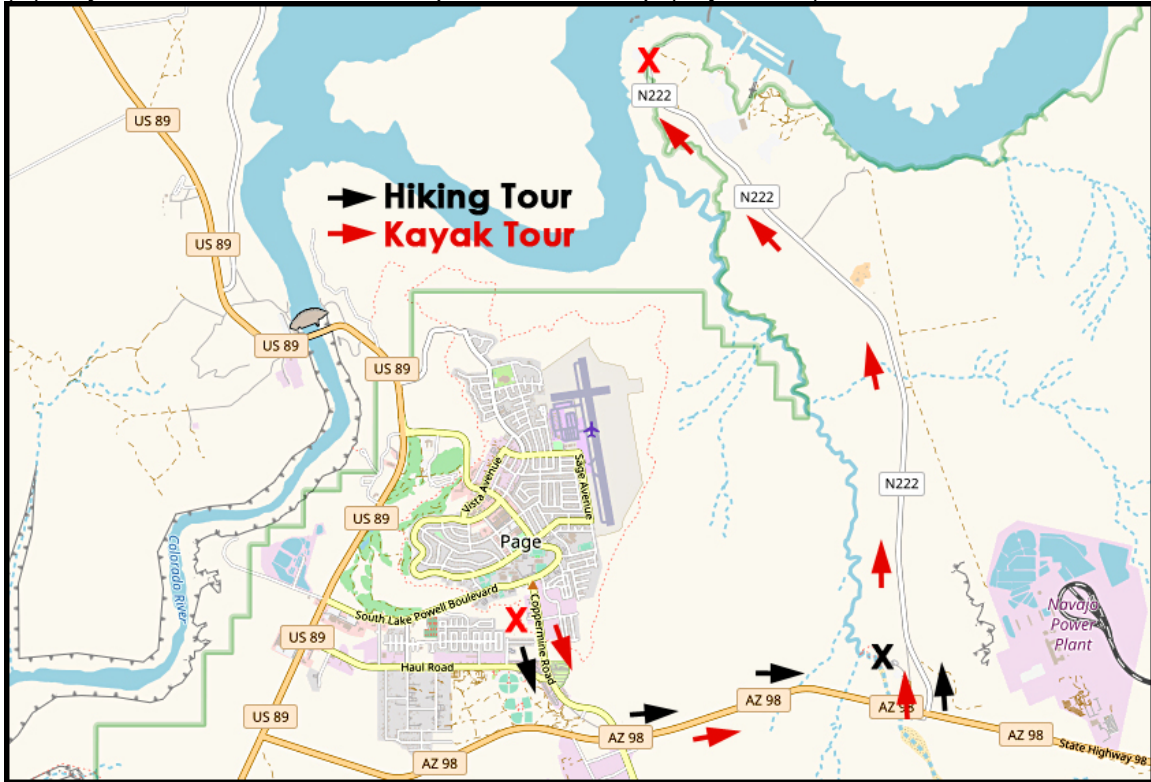 X
N222
US 89
Hiking Tour
N222
Kayak Tour
US 89
US 89
US 89
Vista Avenue
Sage Avenue
N222
US 89
Page
Colorado River
South Lake Powell Boulevard
Coppermine Road
Navajo
Power
Plant
X
US 89
Haul Road
X
AZ 98
AZ 98
US 89
AZ 98
AZ 98
State Highway 98
AZ 98